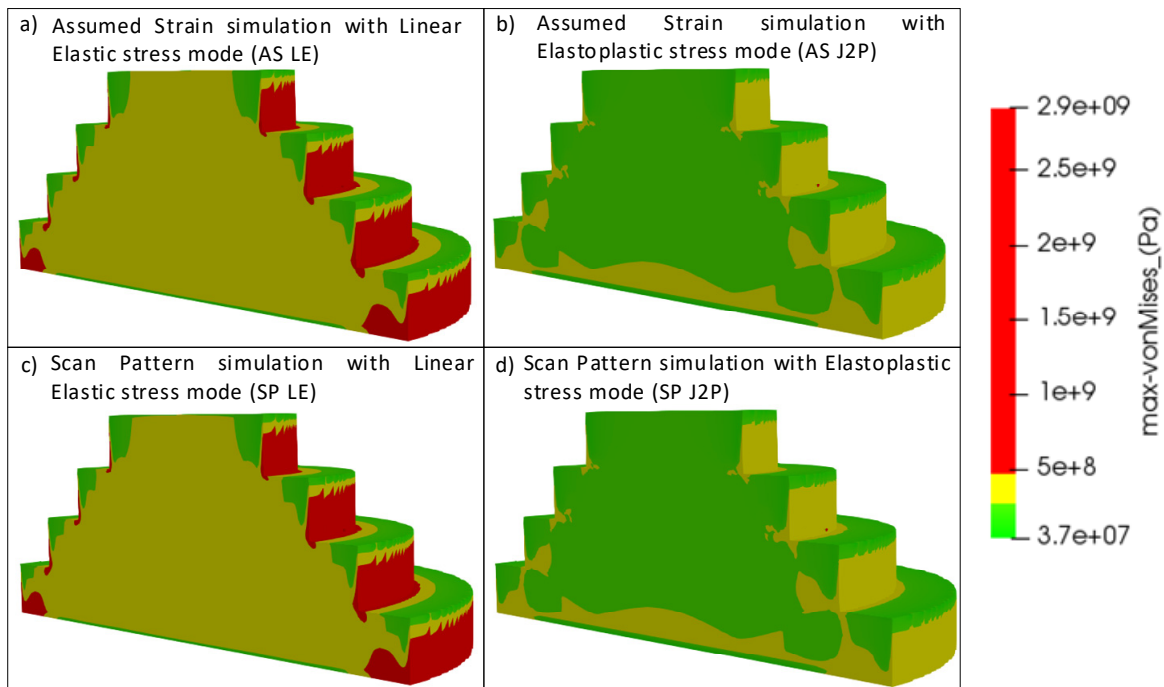 a) Assumed Strain simulation with Linear
Elastic stress mode (AS LE)
b) Assumed Strain simulation with
Elastoplastic stress mode (AS J2P)
c) Scan Pattern simulation with Linear
Elastic stress mode (SP LE)
d) Scan Pattern simulation with Elastoplastic
stress mode (SP J2P)
2.9e+09
2.5e+9
2e+9
1.5e+9
1e+9
5e+8
3.7e+07
max-vonMises_(Pa)